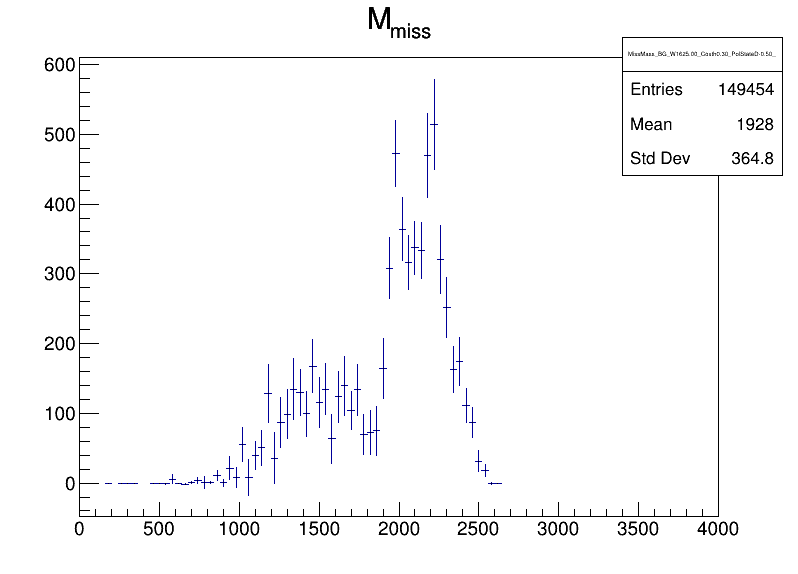 M_miss
MissMass_BG_W1625.00_Costh0.30_PolStateD-0.50_
Entries 149454
Mean 1928
Std Dev 364.8
600
500
400
300
200
100
0
0 500 1000 1500 2000 2500 3000 3500 4000